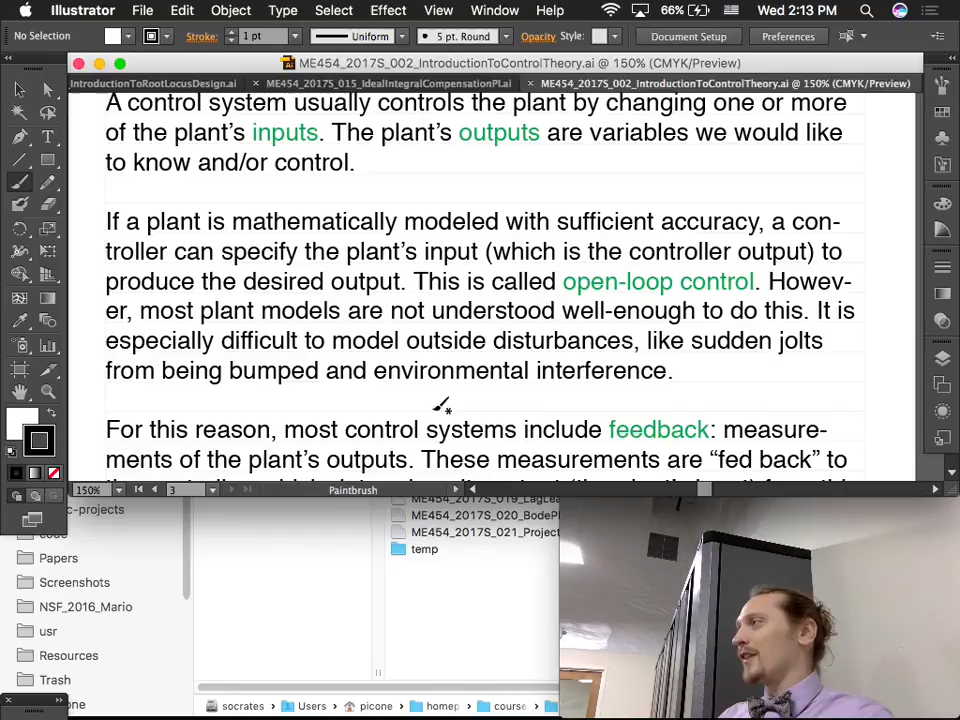 Illustrator File Edit Object Type Select Effect View Window Help 66% Wed 2:13 PM
No Selection Stroke: 1 pt Uniform 5 pt. Round Opacity Style: Document Setup Preferences
ME454_2017S_002_IntroductionToControlTheory.ai @ 150% (CMYK/Preview)
IntroductionToRootLocusDesign.ai ME454_2017S_015_IdealIntegralCompensationPI.ai ME454_2017S_002_IntroductionToControlTheory.ai @ 150% (CMYK/Preview)
A control system usually controls the plant by changing one or more
of the plant's inputs. The plant's outputs are variables we would like
to know and/or control.
If a plant is mathematically modeled with sufficient accuracy, a con-
troller can specify the plant's input (which is the controller output) to
produce the desired output. This is called open-loop control. Howev-
er, most plant models are not understood well-enough to do this. It is
especially difficult to model outside disturbances, like sudden jolts
from being bumped and environmental interference.
For this reason, most control systems include feedback: measure-
ments of the plant's outputs. These measurements are “fed back” to
150% 3 Paintbrush
c-projects
code
Papers
Screenshots
NSF_2016_Mario
usr
Resources
Trash
ME454_2017S_019_LagLea
ME454_2017S_020_BodePl
ME454_2017S_021_Project
temp
socrates Users picone homep course